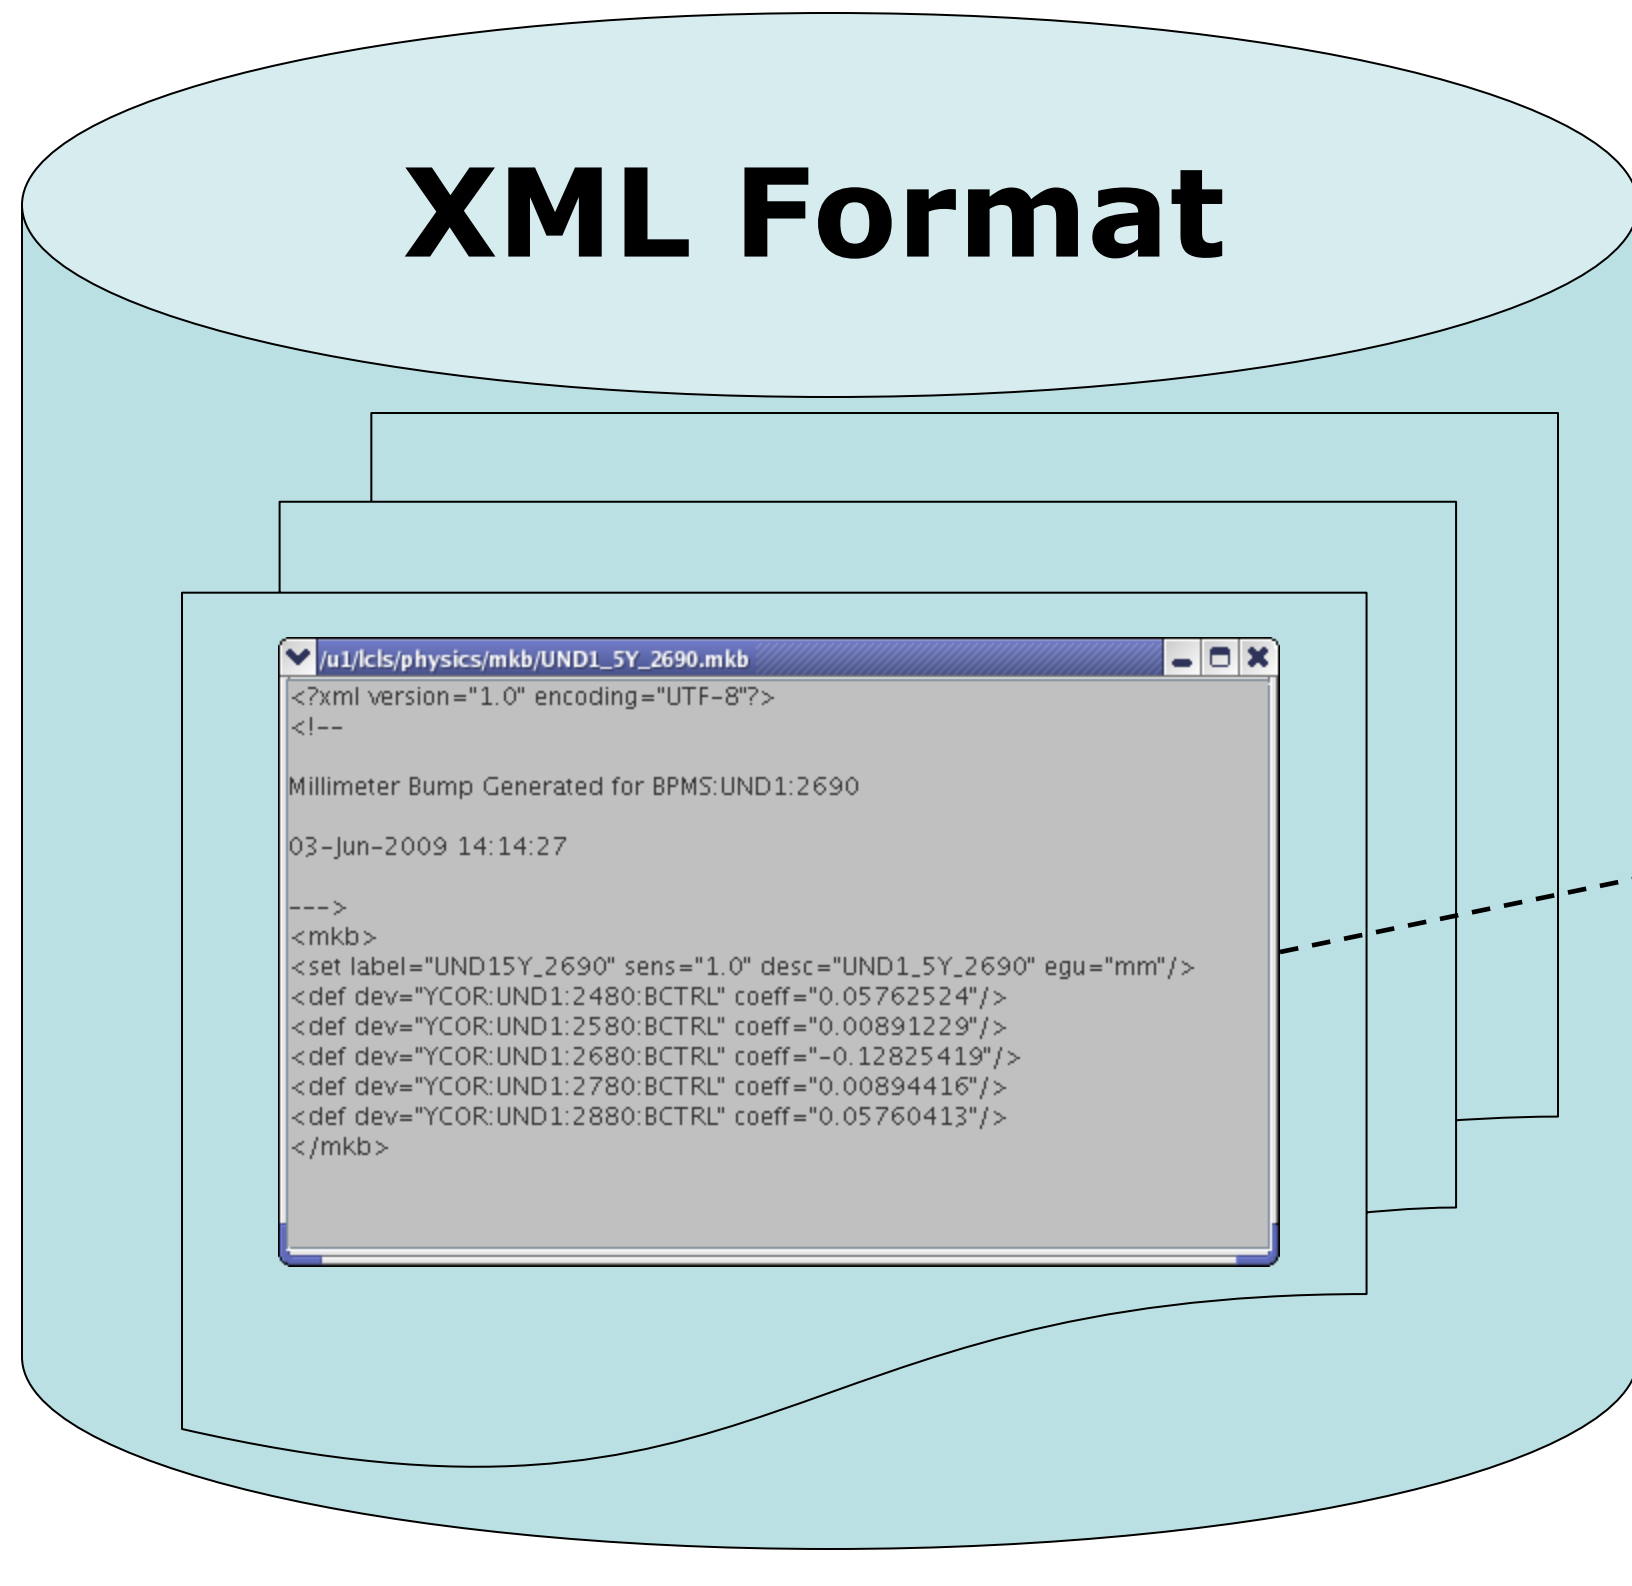 XML Format
/u1/lcls/physics/mkb/UND1_5Y_2690.mkb
<?xml version="1.0" encoding="UTF-8"?>
<!--
Millimeter Bump Generated for BPMS:UND1:2690
03-Jun-2009 14:14:27
--->
<mkb>
<set label="UND15Y_2690" sens="1.0" desc="UND1_5Y_2690" egu="mm"/>
<def dev="YCOR:UND1:2480:BCTRL" coeff="0.05762524"/>
<def dev="YCOR:UND1:2580:BCTRL" coeff="0.00891229"/>
<def dev="YCOR:UND1:2680:BCTRL" coeff="-0.12825419"/>
<def dev="YCOR:UND1:2780:BCTRL" coeff="0.00894416"/>
<def dev="YCOR:UND1:2880:BCTRL" coeff="0.05760413"/>
</mkb>